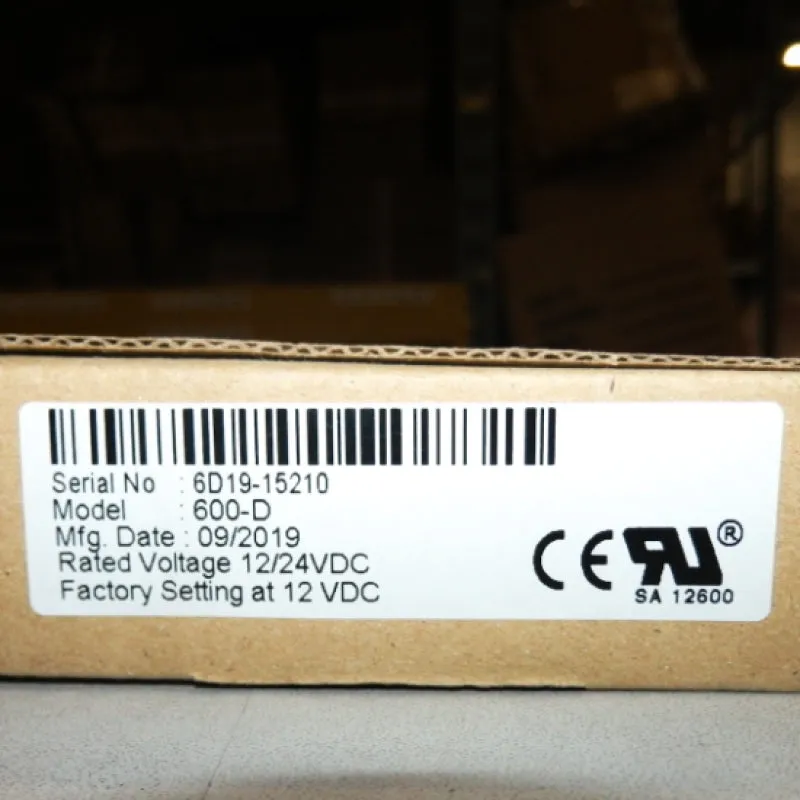 Serial No : 6D19-15210
Model : 600-D
Mfg. Date : 09/2019
Rated Voltage 12/24VDC
Factory Setting at 12 VDC
CE RU ®
SA 12600